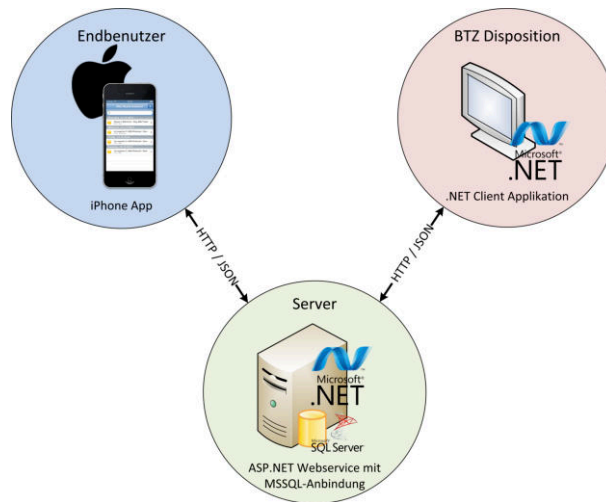 Endbenutzer
iPhone App
BTZ Disposition
Microsoft®
.NET
.NET Client Applikation
HTTP / JSON
HTTP / JSON
Server
Microsoft®
.NET
Microsoft®
SQL Server
ASP.NET Webservice mit
MSSQL-Anbindung